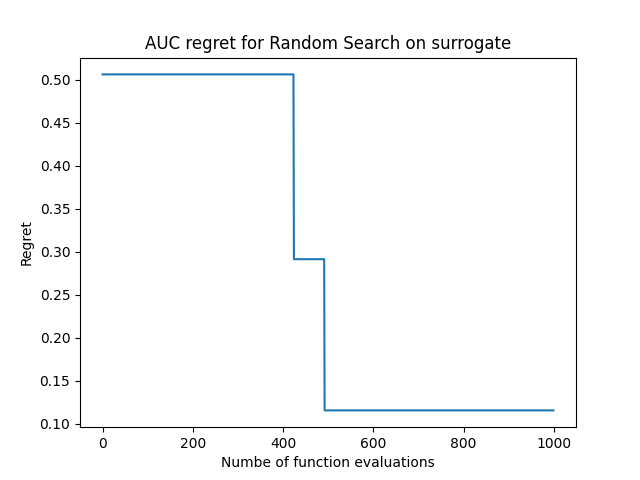 AUC regret for Random Search on surrogate
0.50
0.45
0.40
0.35
0.30
0.25
0.20
0.15
0.10
Regret
0 200 400 600 800 1000
Numbe of function evaluations